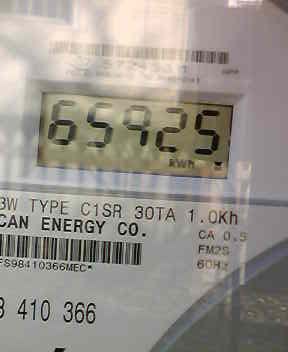 65925
kWh
3W TYPE C1SR 30TA 1.0Kh
CAN ENERGY CO.
CA 0.5
FM2S
60Hz
FS98410366MEC*
8 410 366